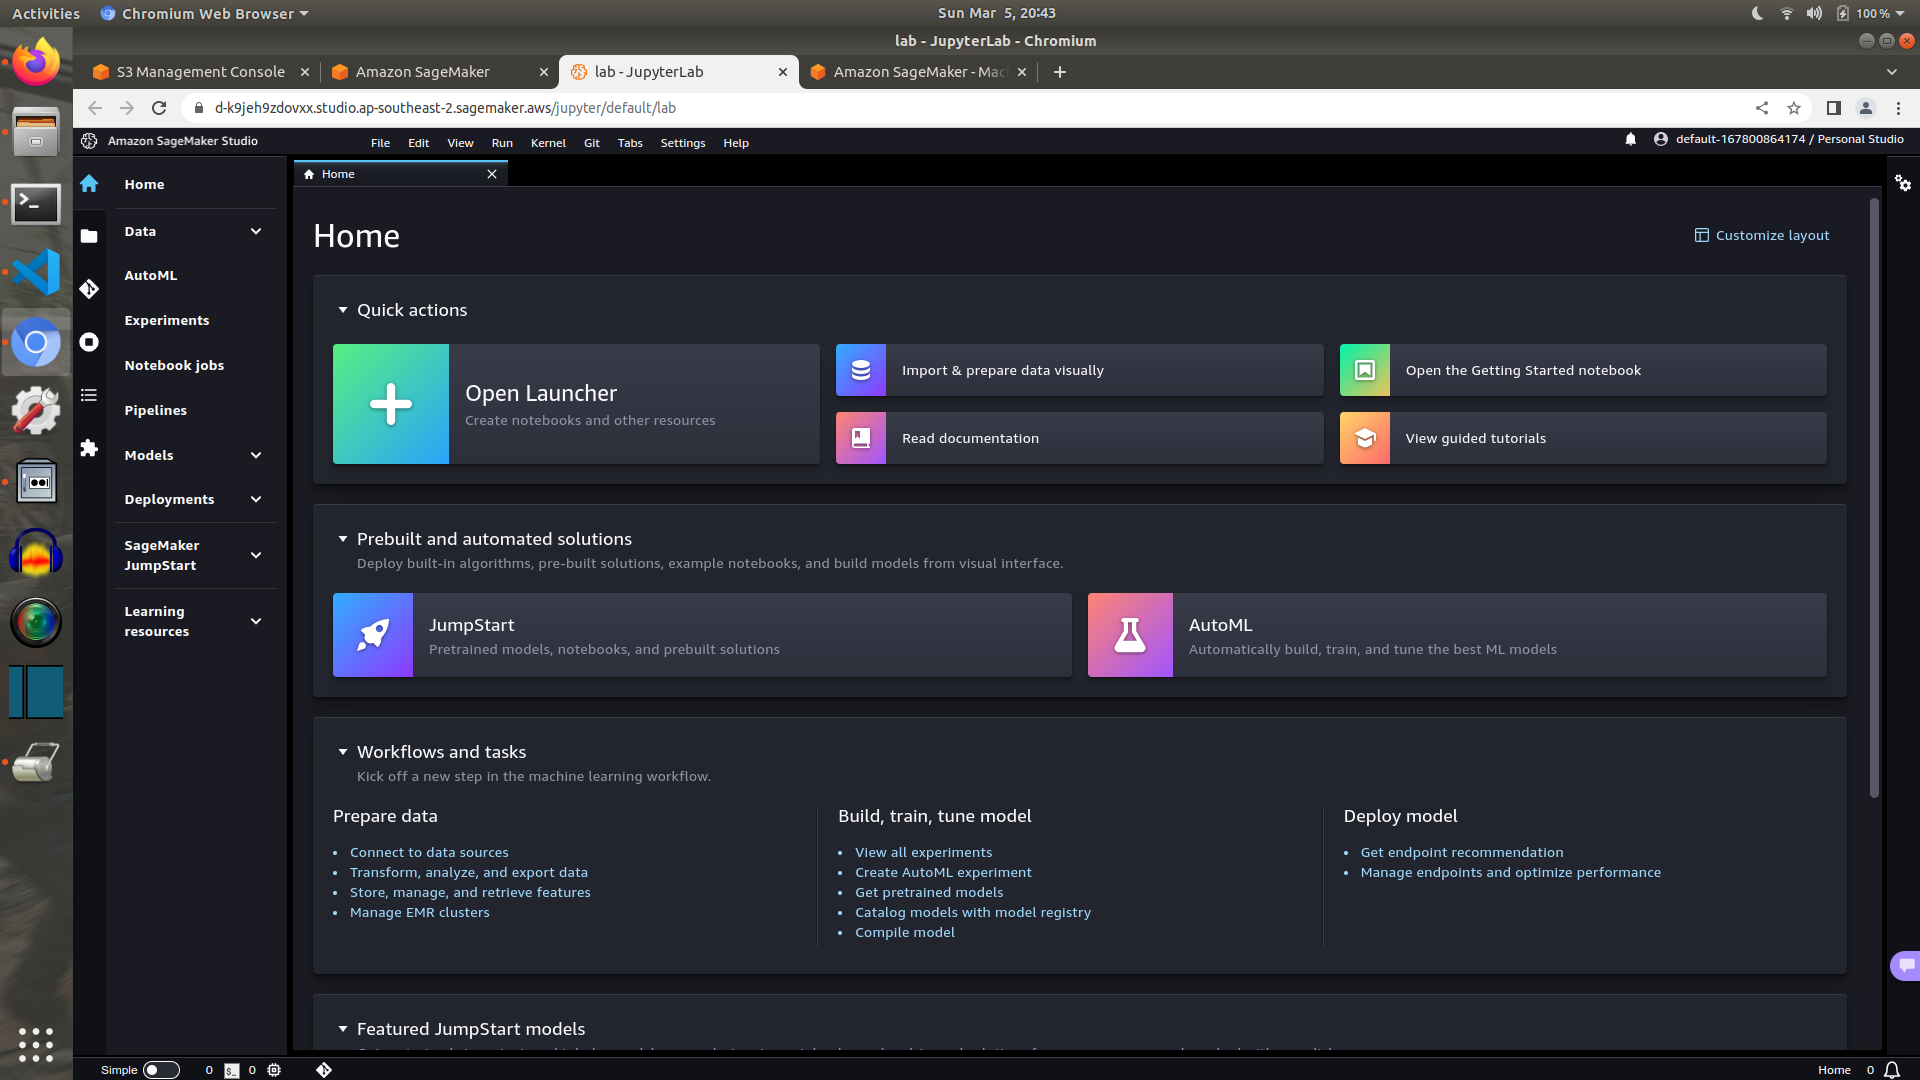 Activities
Chromium Web Browser
Sun Mar 5, 20:43
100 %
lab - JupyterLab - Chromium
S3 Management Console
Amazon SageMaker
lab - JupyterLab
Amazon SageMaker - Mac
d-k9jeh9zdovxx.studio.ap-southeast-2.sagemaker.aws/jupyter/default/lab
Amazon SageMaker Studio
File
Edit
View
Run
Kernel
Git
Tabs
Settings
Help
default-167800864174 / Personal Studio
Home
Data
AutoML
Experiments
Notebook jobs
Pipelines
Models
Deployments
SageMaker
JumpStart
Learning
resources
Home
Home
Customize layout
Quick actions
Open Launcher
Create notebooks and other resources
Import & prepare data visually
Open the Getting Started notebook
Read documentation
View guided tutorials
Prebuilt and automated solutions
Deploy built-in algorithms, pre-built solutions, example notebooks, and build models from visual interface.
JumpStart
Pretrained models, notebooks, and prebuilt solutions
AutoML
Automatically build, train, and tune the best ML models
Workflows and tasks
Kick off a new step in the machine learning workflow.
Prepare data
Connect to data sources
Transform, analyze, and export data
Store, manage, and retrieve features
Manage EMR clusters
Build, train, tune model
View all experiments
Create AutoML experiment
Get pretrained models
Catalog models with model registry
Compile model
Deploy model
Get endpoint recommendation
Manage endpoints and optimize performance
Featured JumpStart models
Simple
0
0
Home
0